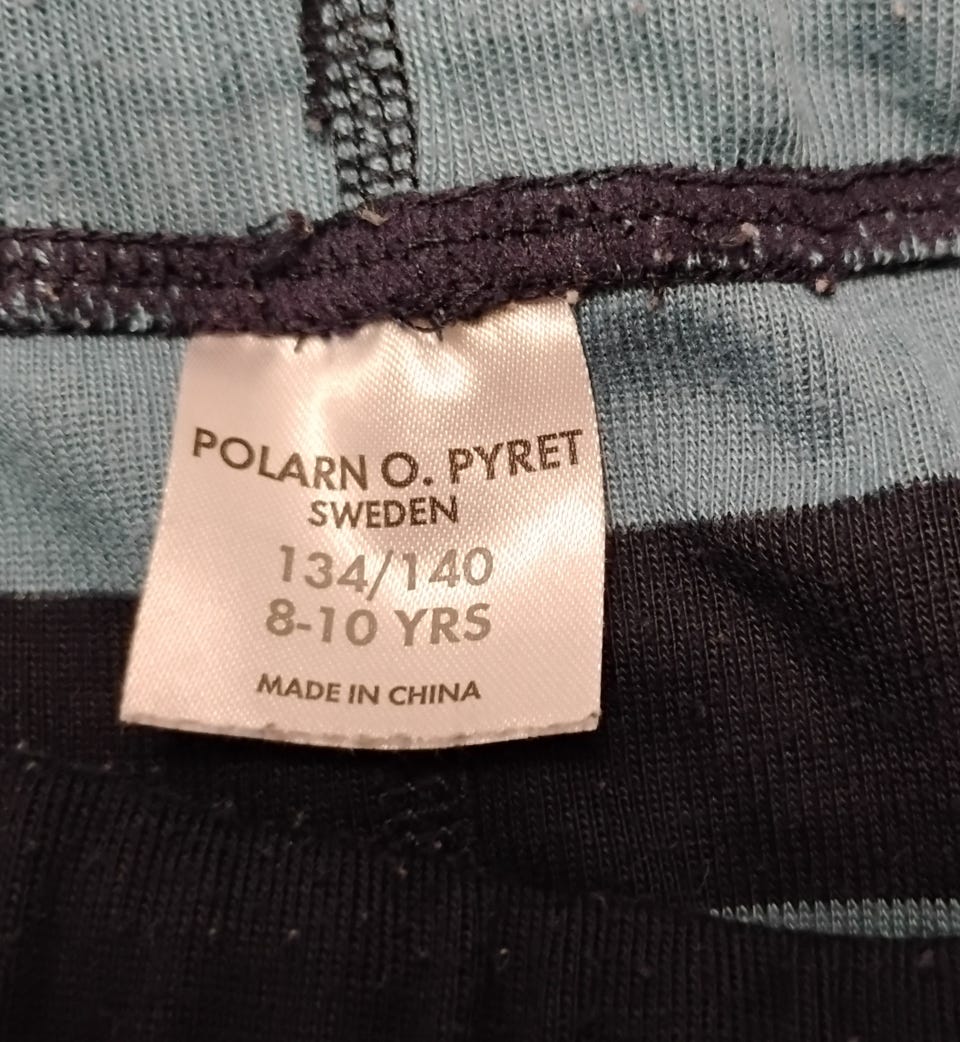 POLARN O. PYRET
SWEDEN
134/140
8-10 YRS
MADE IN CHINA